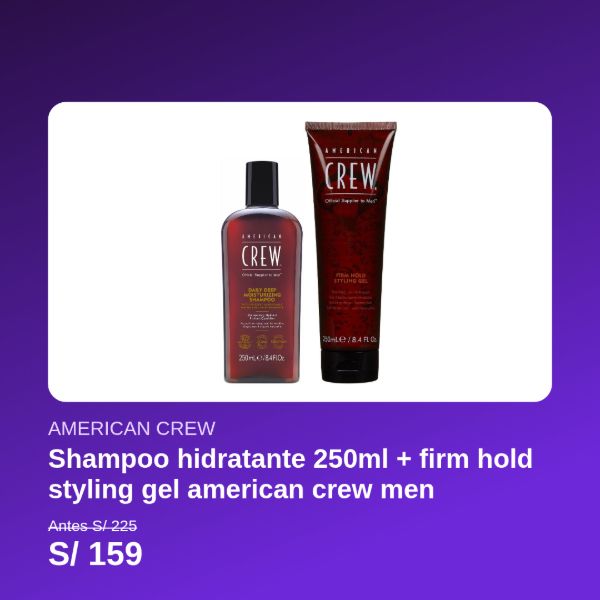 AMERICAN
CREW
Official Supplier to Men
DAILY DEEP
MOISTURIZING
SHAMPOO
250 mL e / 8.4 Fl.Oz.
AMERICAN
CREW
Official Supplier to Men
FIRM HOLD
STYLING GEL
250mL e / 8.4 FL Oz.
AMERICAN CREW
Shampoo hidratante 250ml + firm hold
styling gel american crew men
Antes S/ 225
S/ 159